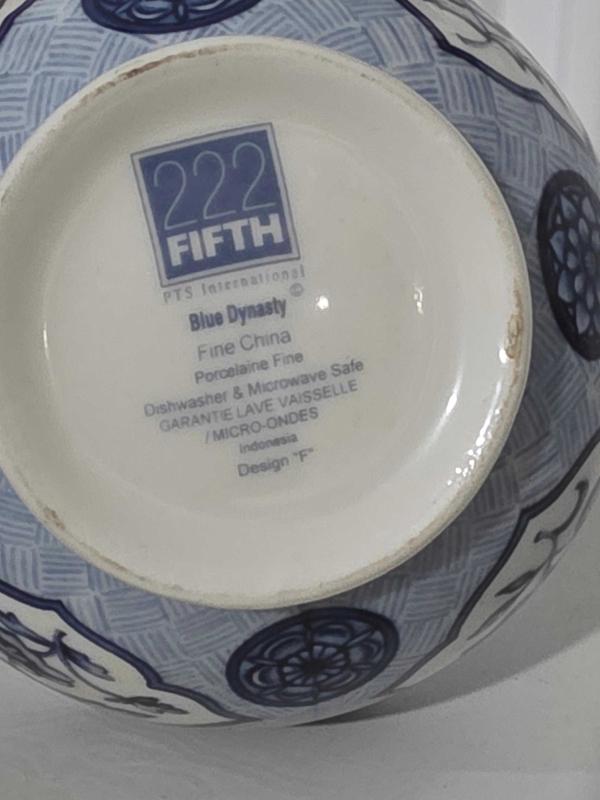 222
FIFTH
PTS International
©
Blue Dynasty
Fine China
Porcelaine Fine
Dishwasher & Microwave Safe
GARANTIE LAVE VAISSELLE
/MICRO-ONDES
Indonesia
Design "F"